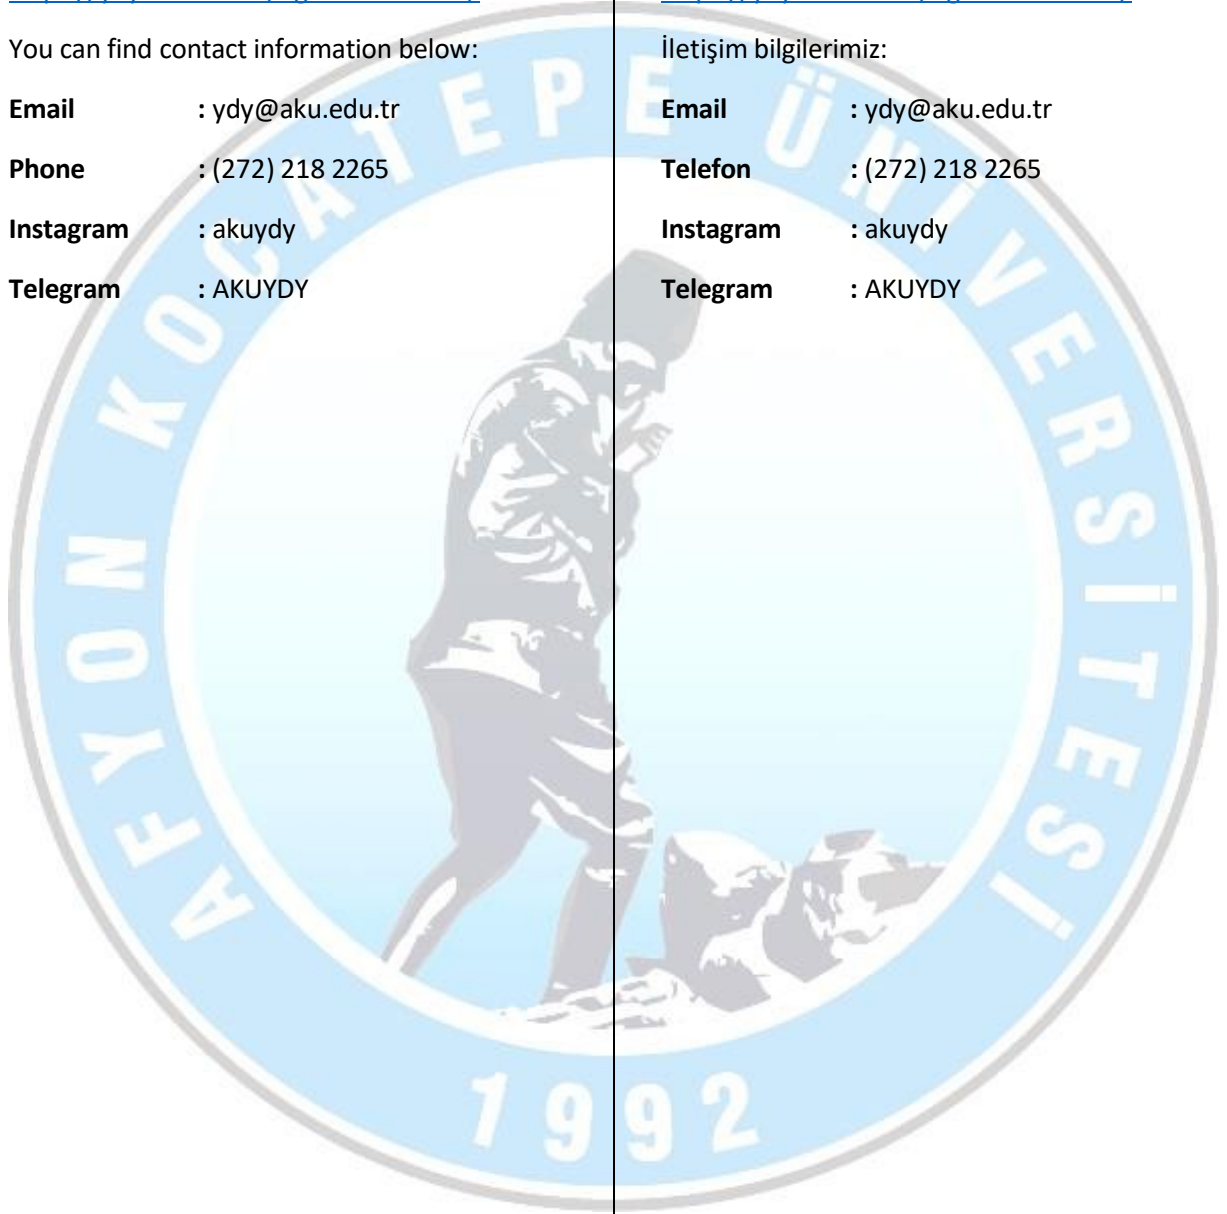 You can find contact information below:
Email : ydy@aku.edu.tr
Phone : (272) 218 2265
Instagram : akuydy
Telegram : AKUYDY
İletişim bilgilerimiz:
Email : ydy@aku.edu.tr
Telefon : (272) 218 2265
Instagram : akuydy
Telegram : AKUYDY
AFYON KOCATEPE ÜNİVERSİTESİ
1992